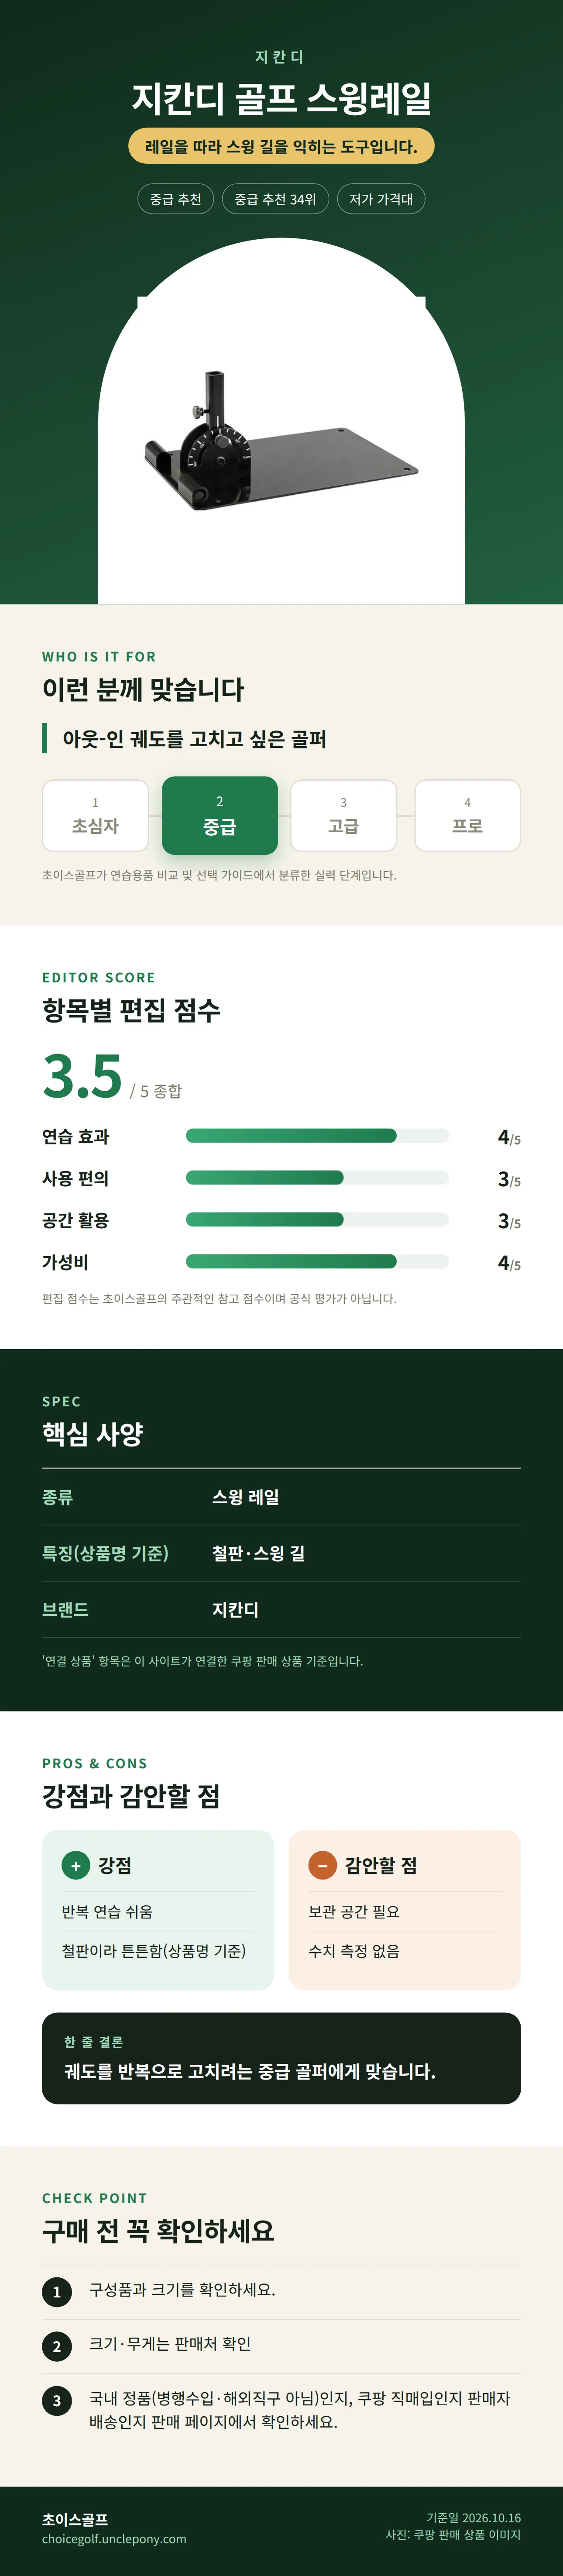 지칸디
지칸디 골프 스윙레일
레일을 따라 스윙 길을 익히는 도구입니다.
중급 추천
중급 추천 34위
저가 가격대
WHO IS IT FOR
이런 분께 맞습니다
아웃-인 궤도를 고치고 싶은 골퍼
1
초심자
2
중급
3
고급
4
프로
초이스골프가 연습용품 비교 및 선택 가이드에서 분류한 실력 단계입니다.
EDITOR SCORE
항목별 편집 점수
3.5 / 5 종합
연습 효과 4/5
사용 편의 3/5
공간 활용 3/5
가성비 4/5
편집 점수는 초이스골프의 주관적인 참고 점수이며 공식 평가가 아닙니다.
SPEC
핵심 사양
종류 스윙 레일
특징(상품명 기준) 철판·스윙 길
브랜드 지칸디
'연결 상품' 항목은 이 사이트가 연결한 쿠팡 판매 상품 기준입니다.
PROS & CONS
강점과 감안할 점
+ 강점
반복 연습 쉬움
철판이라 튼튼함(상품명 기준)
− 감안할 점
보관 공간 필요
수치 측정 없음
한 줄 결론
궤도를 반복으로 고치려는 중급 골퍼에게 맞습니다.
CHECK POINT
구매 전 꼭 확인하세요
1 구성품과 크기를 확인하세요.
2 크기·무게는 판매처 확인
3 국내 정품(병행수입·해외직구 아님)인지, 쿠팡 직매입인지 판매자
배송인지 판매 페이지에서 확인하세요.
초이스골프
choicegolf.unclepony.com
기준일 2026.10.16
사진: 쿠팡 판매 상품 이미지